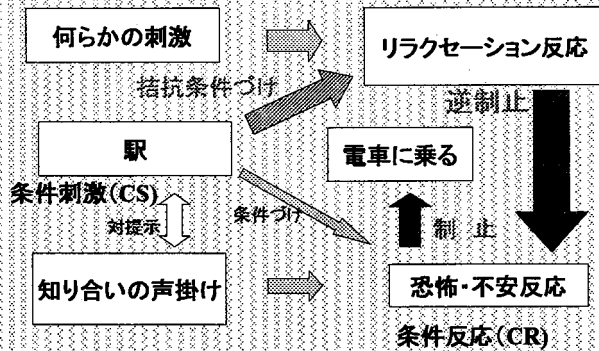 何らかの刺激
リラクセーション反応
拮抗条件づけ
逆制止
駅
電車に乗る
条件刺激(CS)
対提示
条件づけ
制 止
知り合いの声掛け
恐怖・不安反応
条件反応(CR)